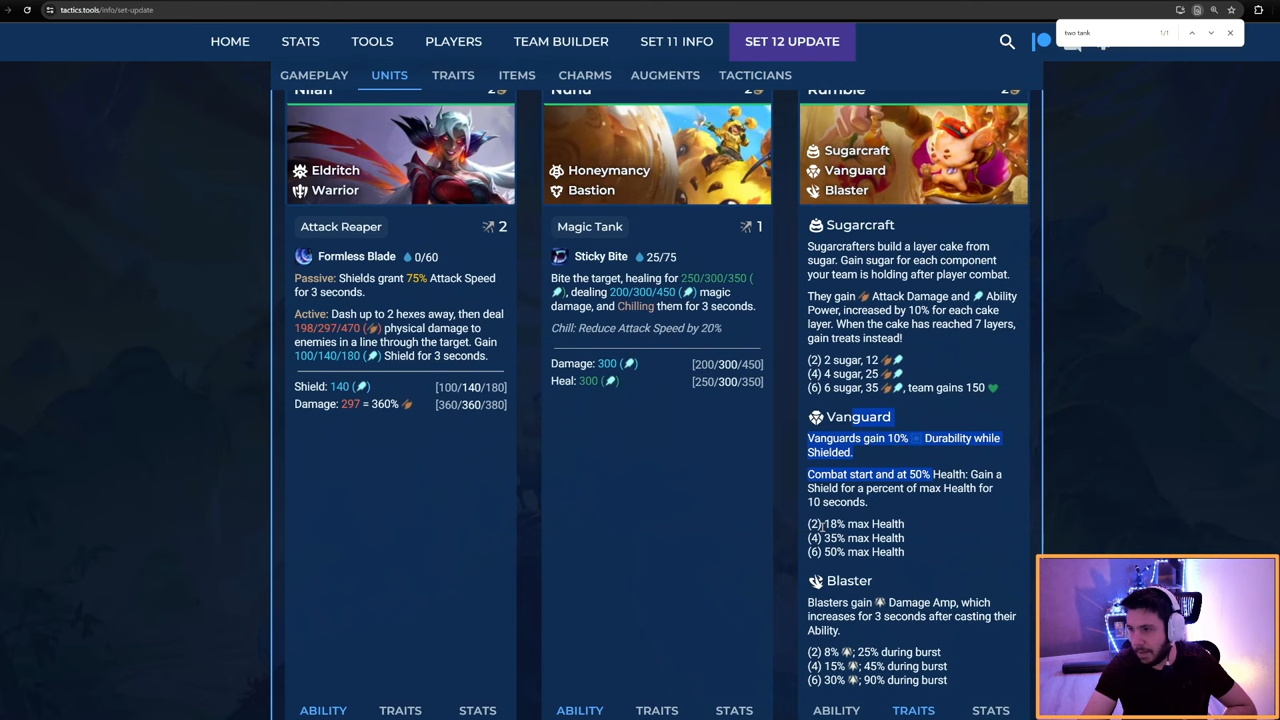 tactics.tools/info/set-update
two tank
1/1
HOME STATS TOOLS PLAYERS TEAM BUILDER SET 11 INFO SET 12 UPDATE
GAMEPLAY UNITS TRAITS ITEMS CHARMS AUGMENTS TACTICIANS
Nilah 2
Eldritch
Warrior
Attack Reaper 2
Formless Blade 0/60
Passive: Shields grant 75% Attack Speed
for 3 seconds.
Active: Dash up to 2 hexes away, then deal
198/297/470 ( ) physical damage to
enemies in a line through the target. Gain
100/140/180 ( ) Shield for 3 seconds.
Shield: 140 ( ) [100/140/180]
Damage: 297 = 360% [360/360/380]
ABILITY TRAITS STATS
Nunu 2
Honeymancy
Bastion
Magic Tank 1
Sticky Bite 25/75
Bite the target, healing for 250/300/350 (
), dealing 200/300/450 ( ) magic
damage, and Chilling them for 3 seconds.
Chill: Reduce Attack Speed by 20%
Damage: 300 ( ) [200/300/450]
Heal: 300 ( ) [250/300/350]
ABILITY TRAITS STATS
Rumble 2
Sugarcraft
Vanguard
Blaster
Sugarcraft
Sugarcrafters build a layer cake from
sugar. Gain sugar for each component
your team is holding after player combat.
They gain Attack Damage and Ability
Power, increased by 10% for each cake
layer. When the cake has reached 7 layers,
gain treats instead!
(2) 2 sugar, 12
(4) 4 sugar, 25
(6) 6 sugar, 35 , team gains 150
Vanguard
Vanguards gain 10% Durability while
Shielded.
Combat start and at 50% Health: Gain a
Shield for a percent of max Health for
10 seconds.
(2) 18% max Health
(4) 35% max Health
(6) 50% max Health
Blaster
Blasters gain Damage Amp, which
increases for 3 seconds after casting their
Ability.
(2) 8% ; 25% during burst
(4) 15% ; 45% during burst
(6) 30% ; 90% during burst
ABILITY TRAITS STATS